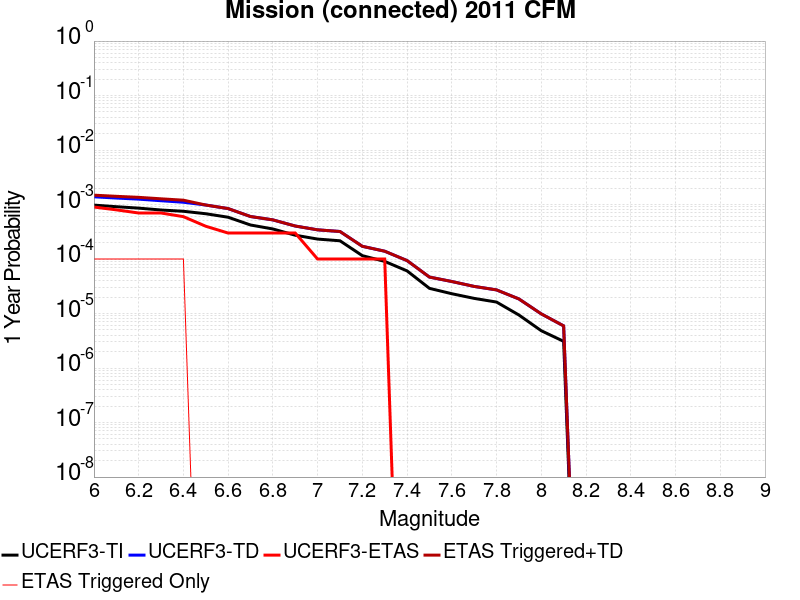 Mission (connected) 2011 CFM
10^0
10^-1
10^-2
10^-3
10^-4
10^-5
10^-6
10^-7
10^-8
1 Year Probability
6 6.2 6.4 6.6 6.8 7 7.2 7.4 7.6 7.8 8 8.2 8.4 8.6 8.8 9
Magnitude
UCERF3-TI UCERF3-TD UCERF3-ETAS ETAS Triggered+TD
ETAS Triggered Only